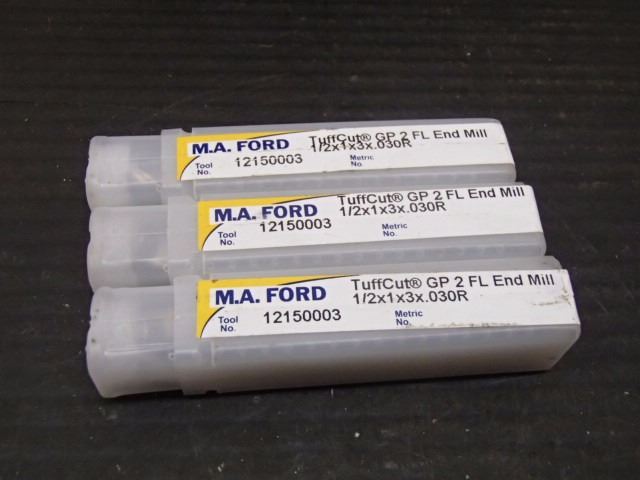 M.A. FORD
TuffCut® GP 2 FL End Mill
1/2x1x3x.030R
Tool No. 12150003
Metric No.
M.A. FORD
TuffCut® GP 2 FL End Mill
1/2x1x3x.030R
Tool No. 12150003
Metric No.
M.A. FORD
TuffCut® GP 2 FL End Mill
1/2x1x3x.030R
Tool No. 12150003
Metric No.